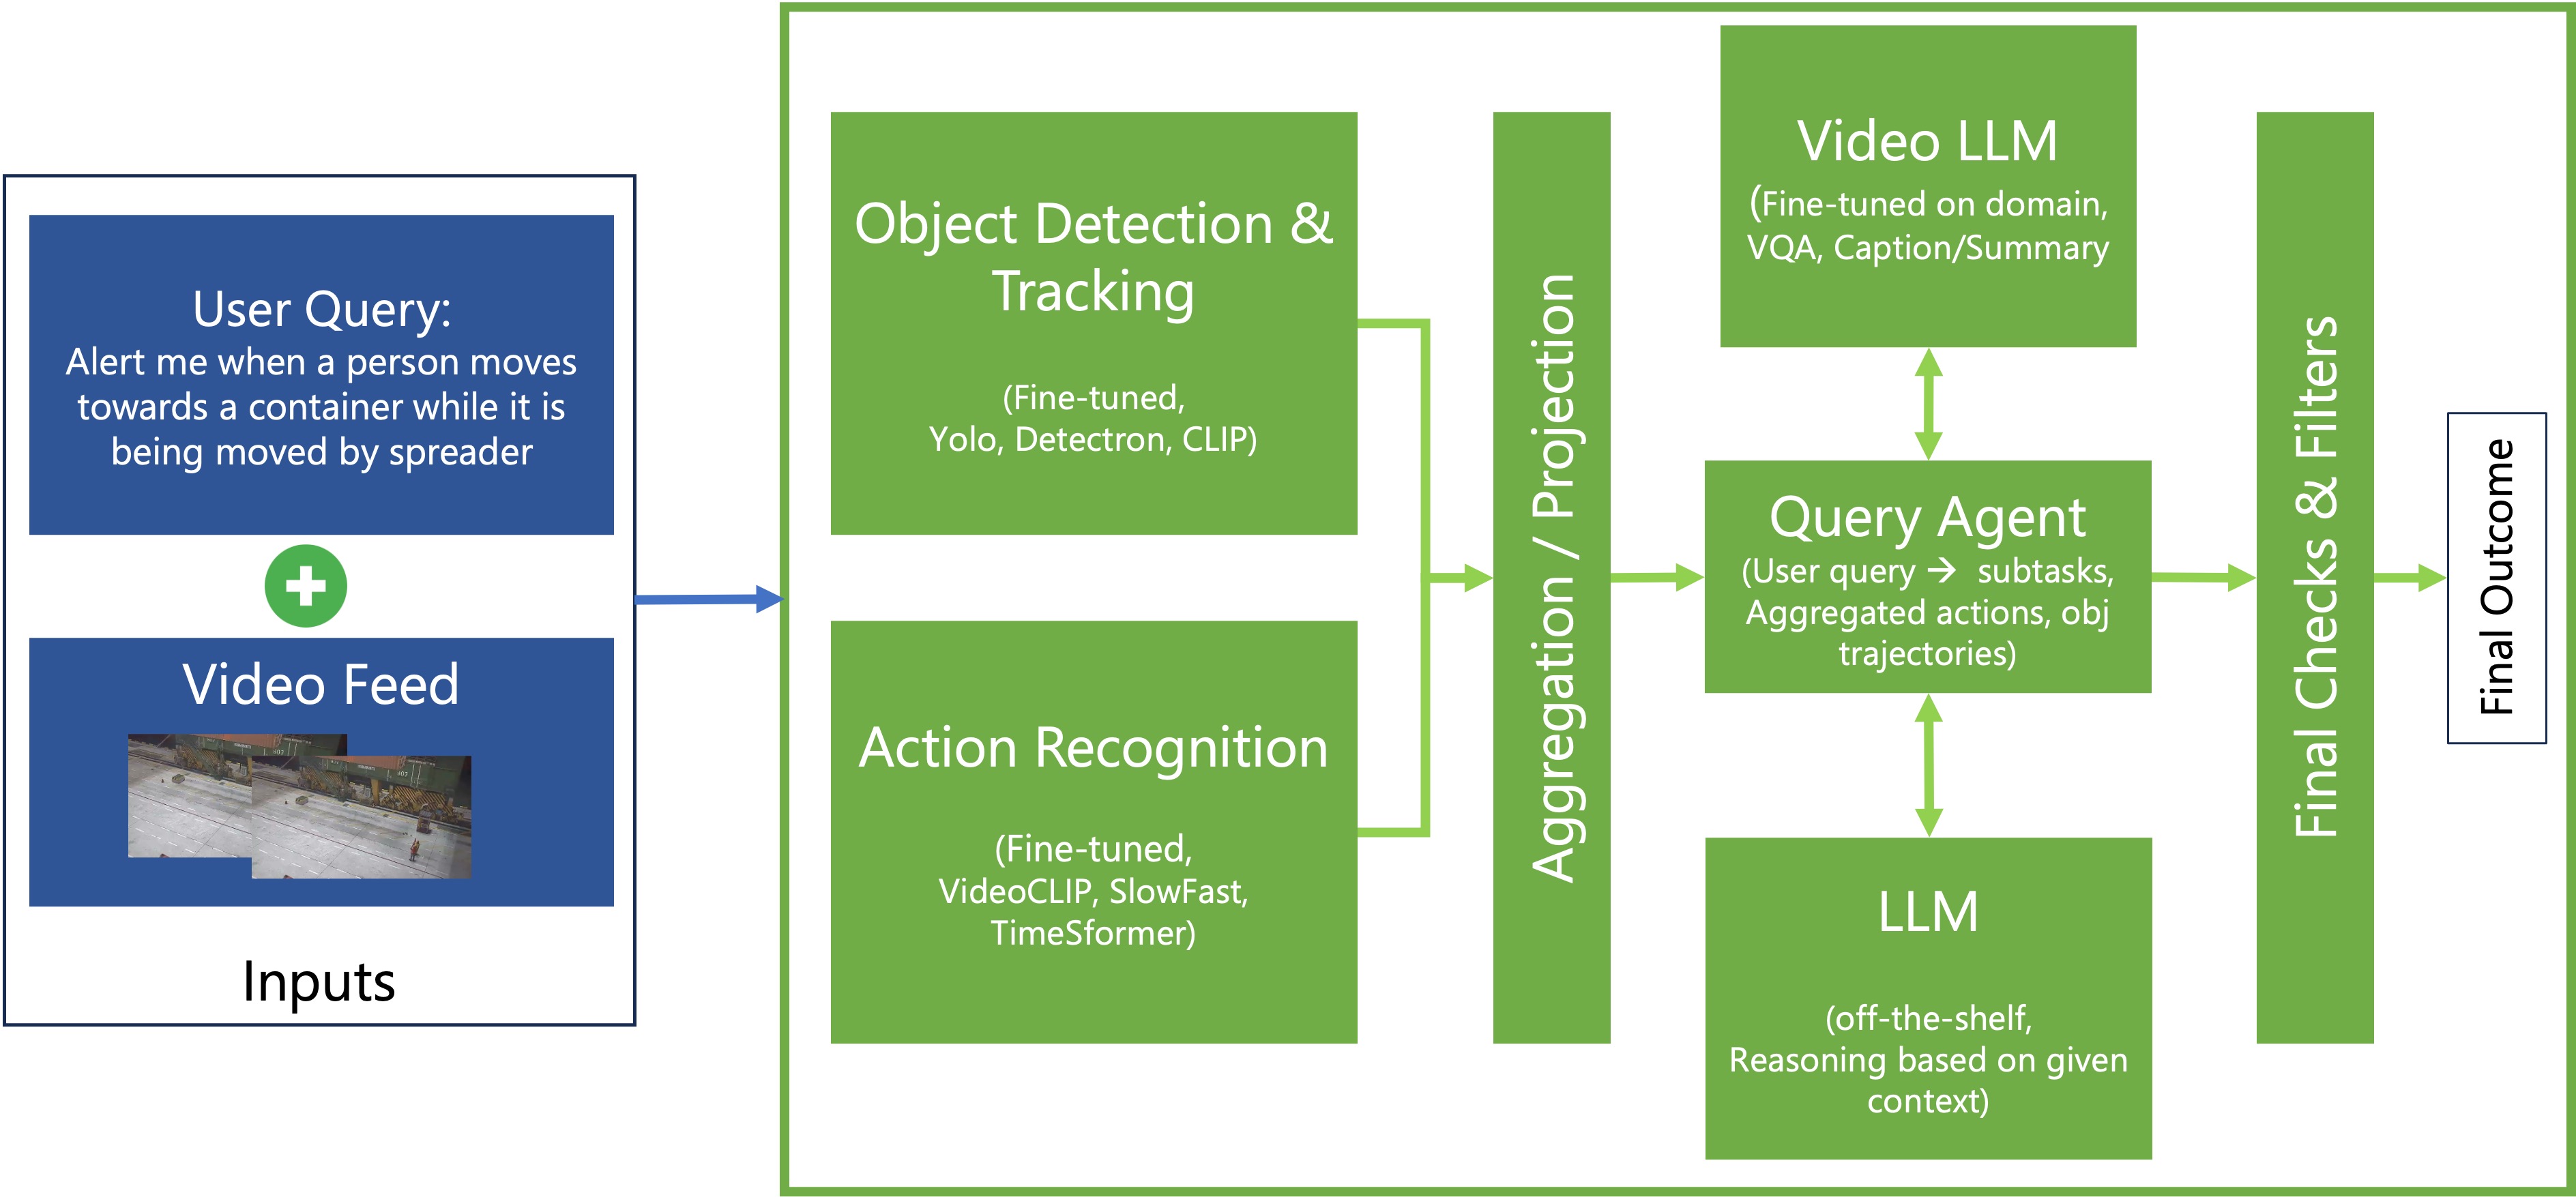 User Query:
Alert me when a person moves
towards a container while it is
being moved by spreader
Video Feed
Inputs
Object Detection &
Tracking
(Fine-tuned,
Yolo, Detectron, CLIP)
Action Recognition
(Fine-tuned,
VideoCLIP, SlowFast,
TimeSformer)
Aggregation / Projection
Video LLM
(Fine-tuned on domain,
VQA, Caption/Summary
Query Agent
(User query → subtasks,
Aggregated actions, obj
trajectories)
LLM
(off-the-shelf,
Reasoning based on given
context)
Final Checks & Filters
Final Outcome